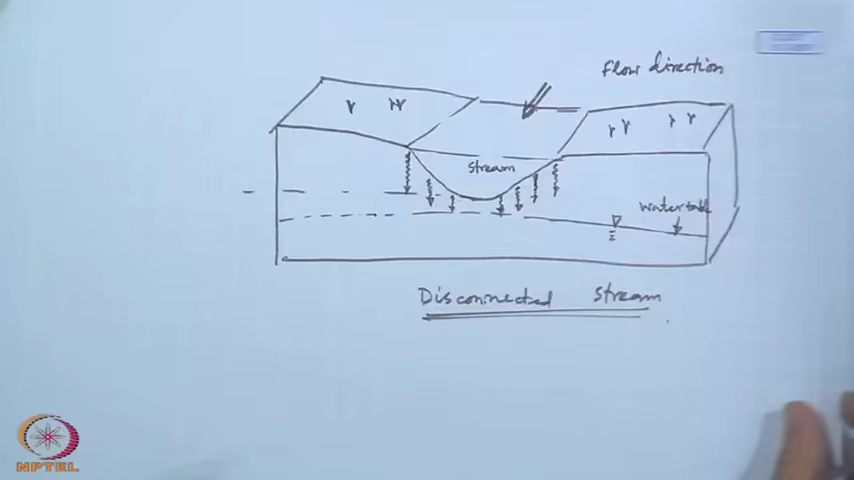 flow direction
stream
water table
Disconnected stream
NPTEL